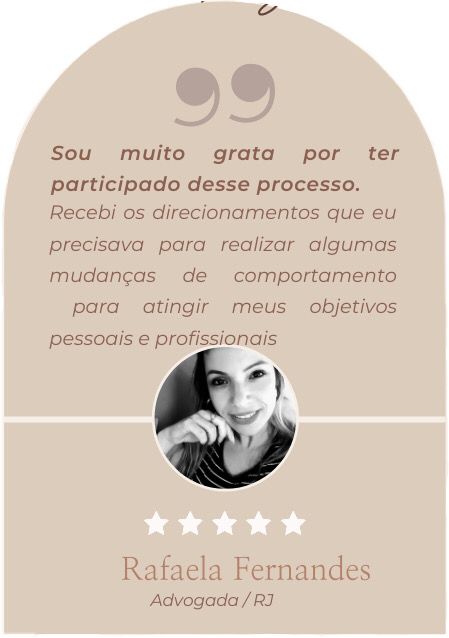 Sou muito grata por ter
participado desse processo.
Recebi os direcionamentos que eu
precisava para realizar algumas
mudanças de comportamento
para atingir meus objetivos
pessoais e profissionais
Rafaela Fernandes
Advogada / RJ